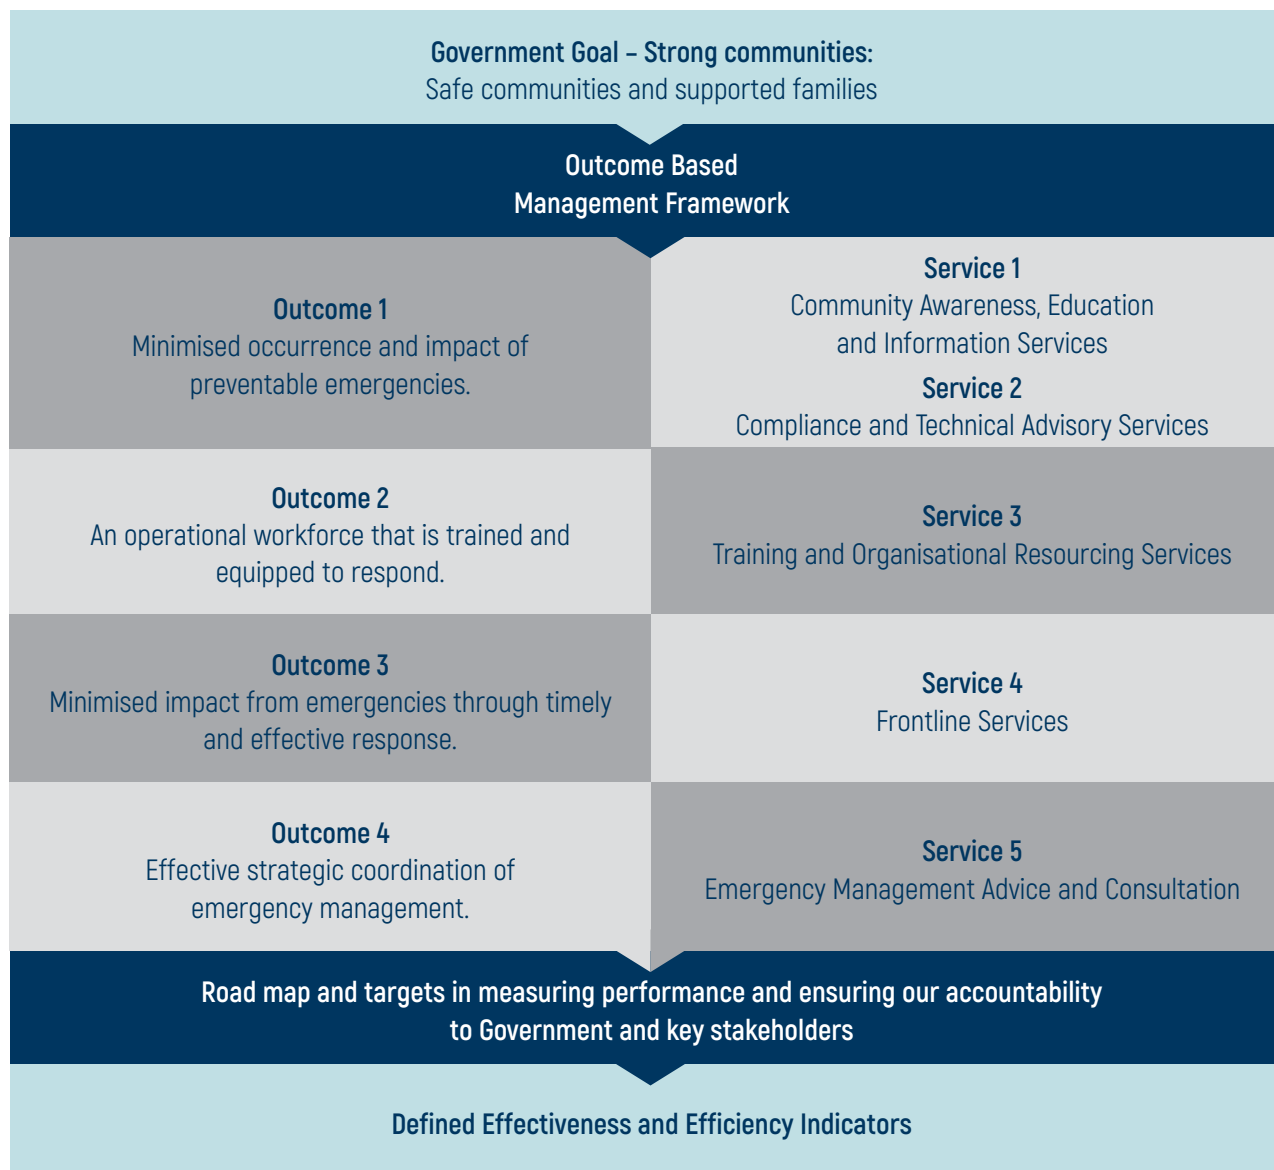 Government Goal – Strong communities:
Safe communities and supported families
Outcome Based
Management Framework
Outcome 1
Minimised occurrence and impact of
preventable emergencies.
Service 1
Community Awareness, Education
and Information Services
Service 2
Compliance and Technical Advisory Services
Outcome 2
An operational workforce that is trained and
equipped to respond.
Service 3
Training and Organisational Resourcing Services
Outcome 3
Minimised impact from emergencies through timely
and effective response.
Service 4
Frontline Services
Outcome 4
Effective strategic coordination of
emergency management.
Service 5
Emergency Management Advice and Consultation
Road map and targets in measuring performance and ensuring our accountability
to Government and key stakeholders
Defined Effectiveness and Efficiency Indicators